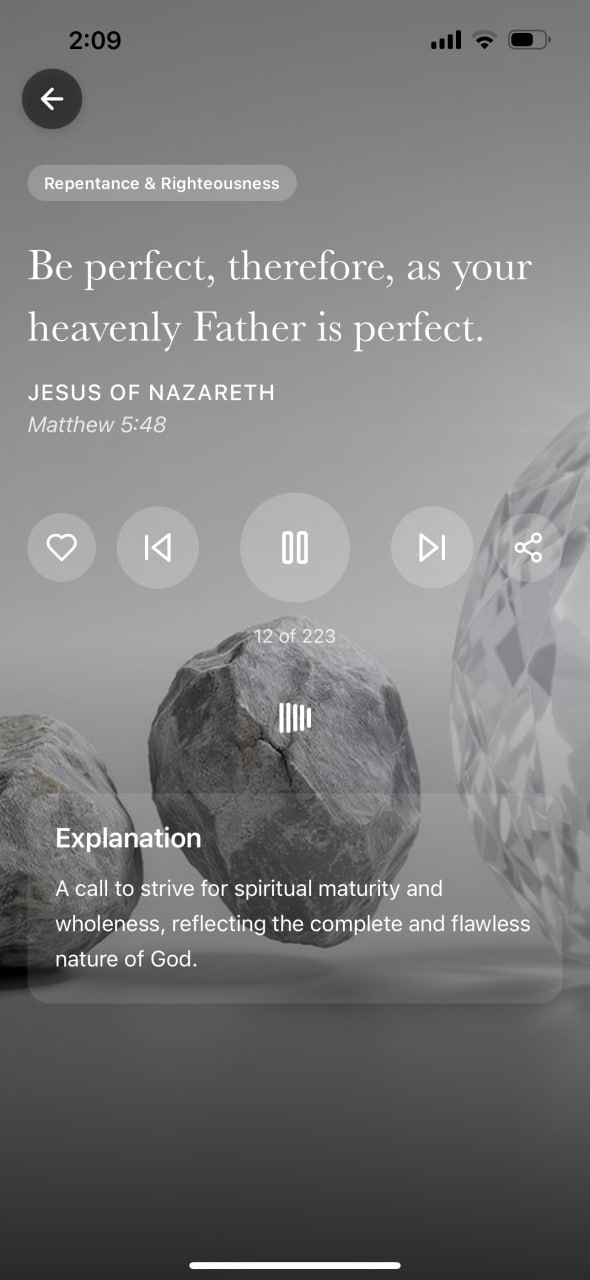 2:09
Repentance & Righteousness
Be perfect, therefore, as your
heavenly Father is perfect.
JESUS OF NAZARETH
Matthew 5:48
12 of 223
Explanation
A call to strive for spiritual maturity and
wholeness, reflecting the complete and flawless
nature of God.